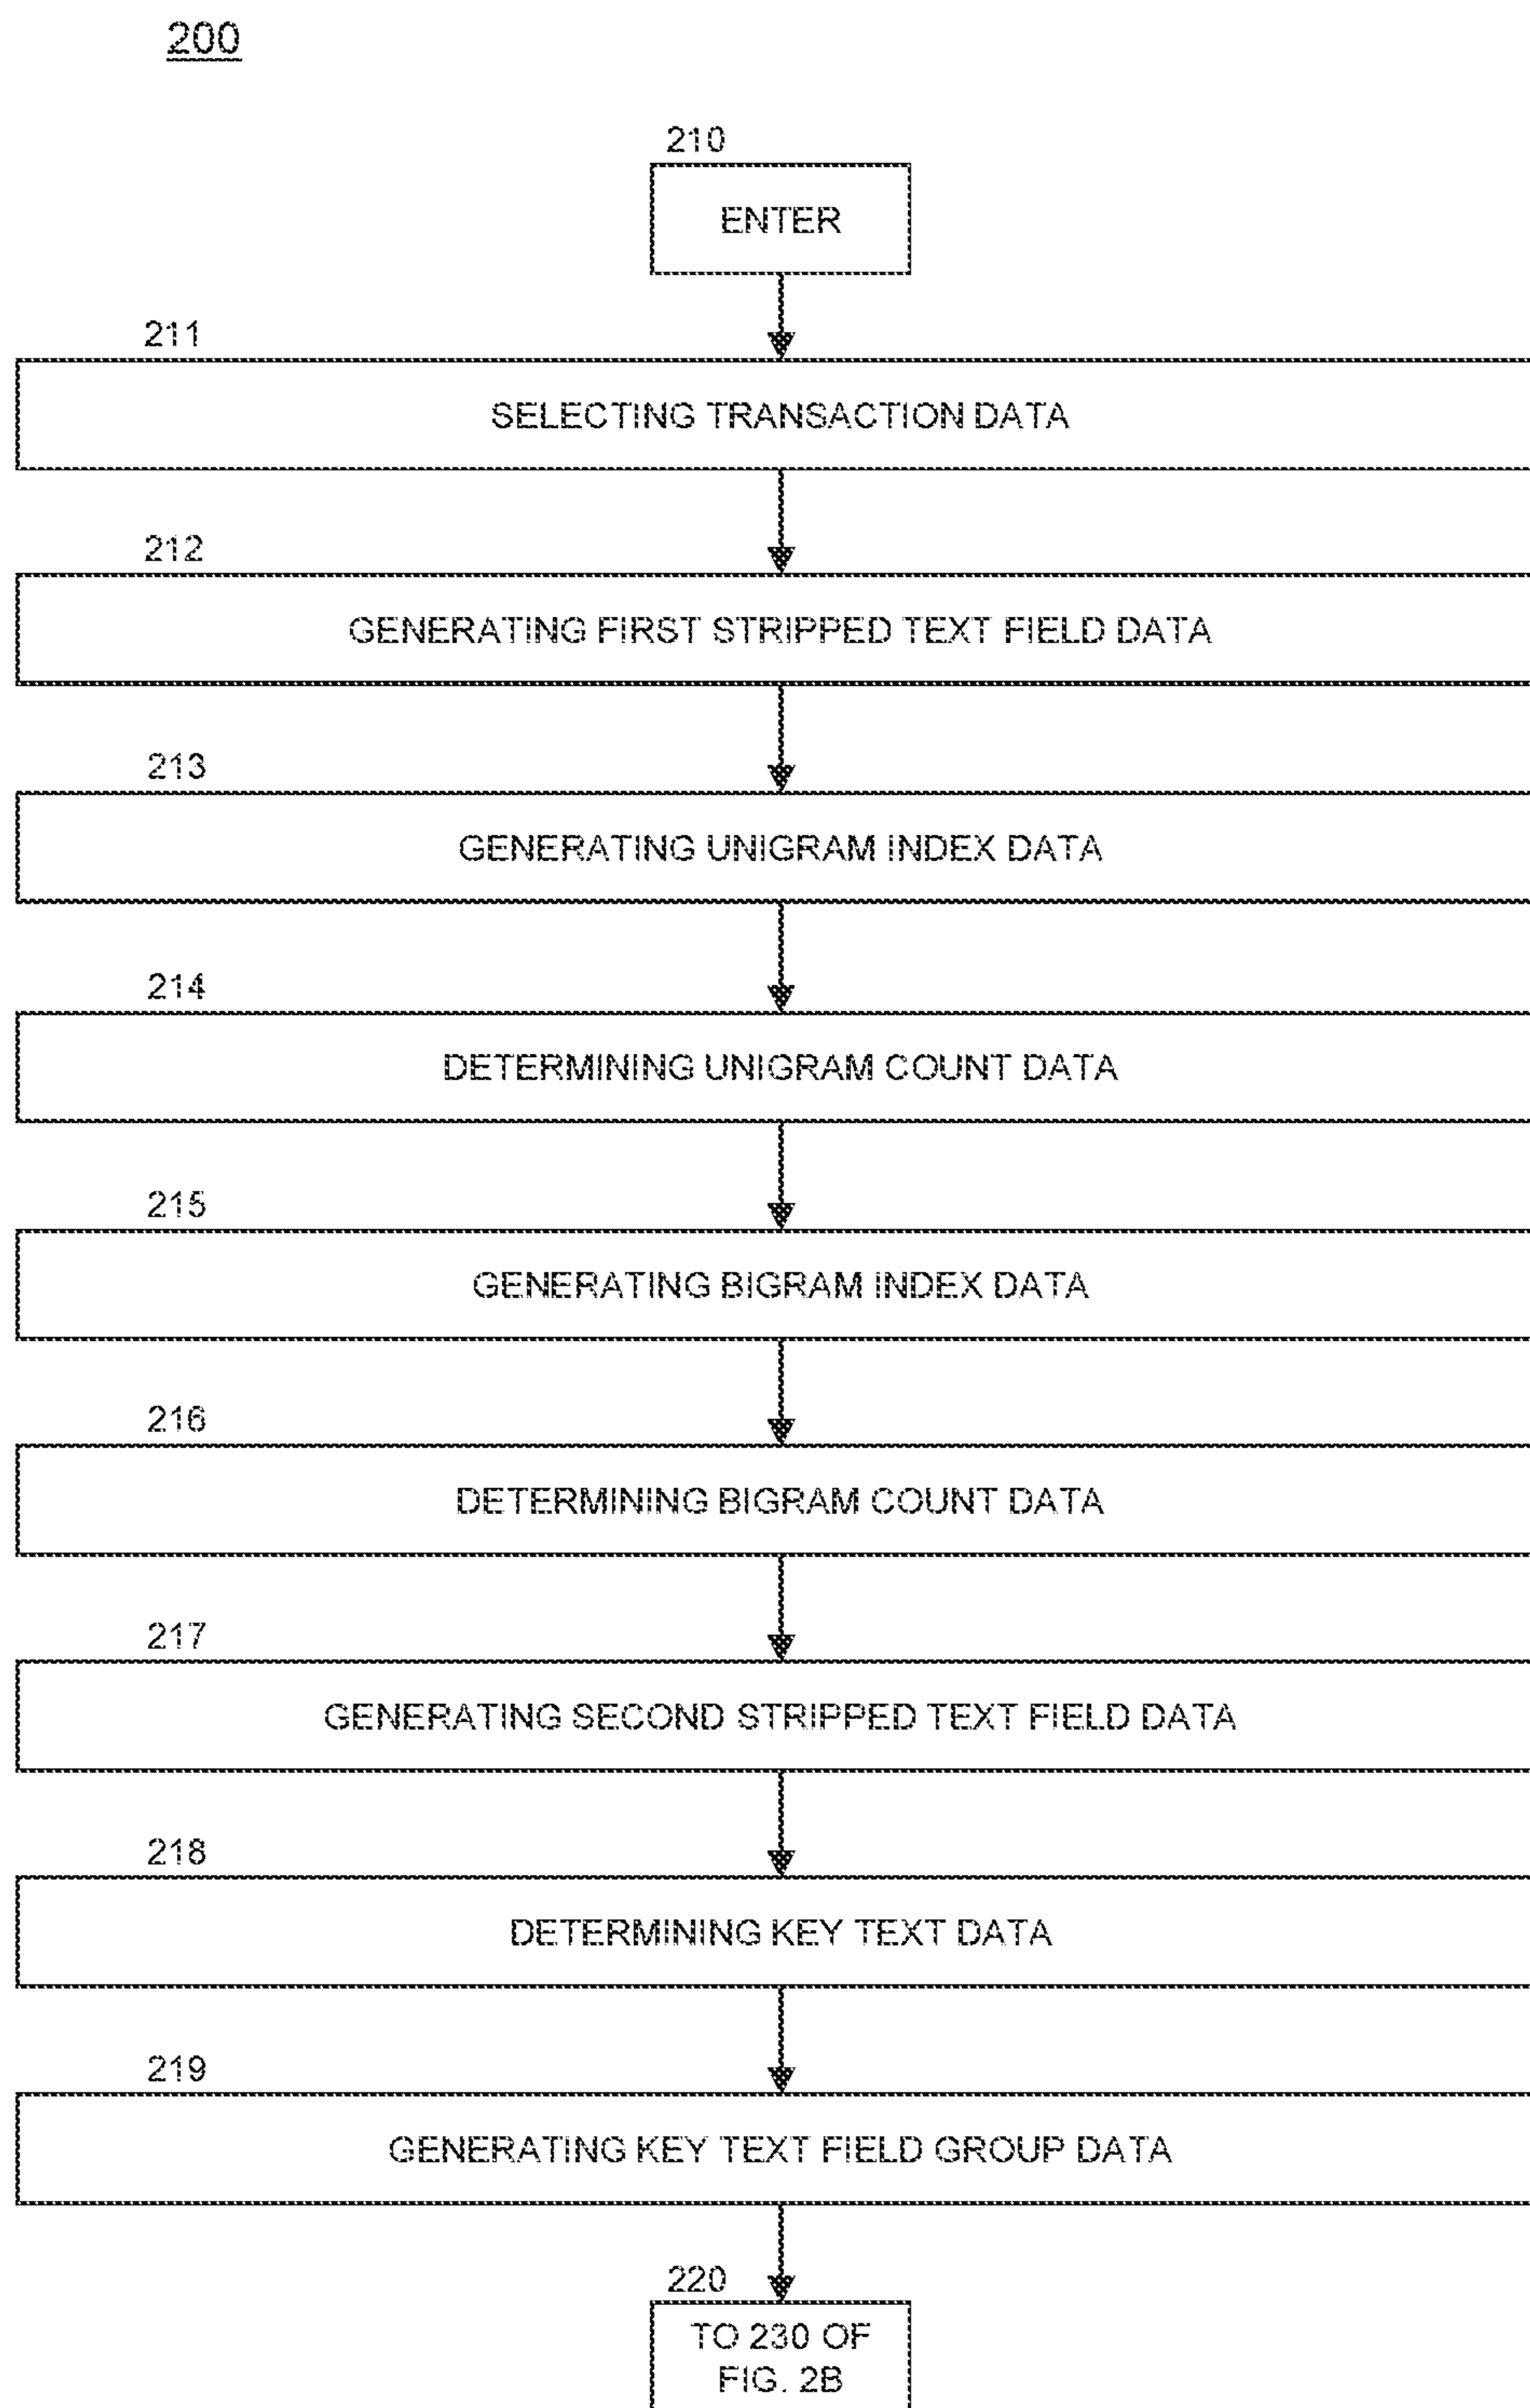 200
210
ENTER
211
SELECTING TRANSACTION DATA
212
GENERATING FIRST STRIPPED TEXT FIELD DATA
213
GENERATING UNIGRAM INDEX DATA
214
DETERMINING UNIGRAM COUNT DATA
215
GENERATING BIGRAM INDEX DATA
216
DETERMINING BIGRAM COUNT DATA
217
GENERATING SECOND STRIPPED TEXT FIELD DATA
218
DETERMINING KEY TEXT DATA
219
GENERATING KEY TEXT FIELD GROUP DATA
220
TO 230 OF
FIG. 2B